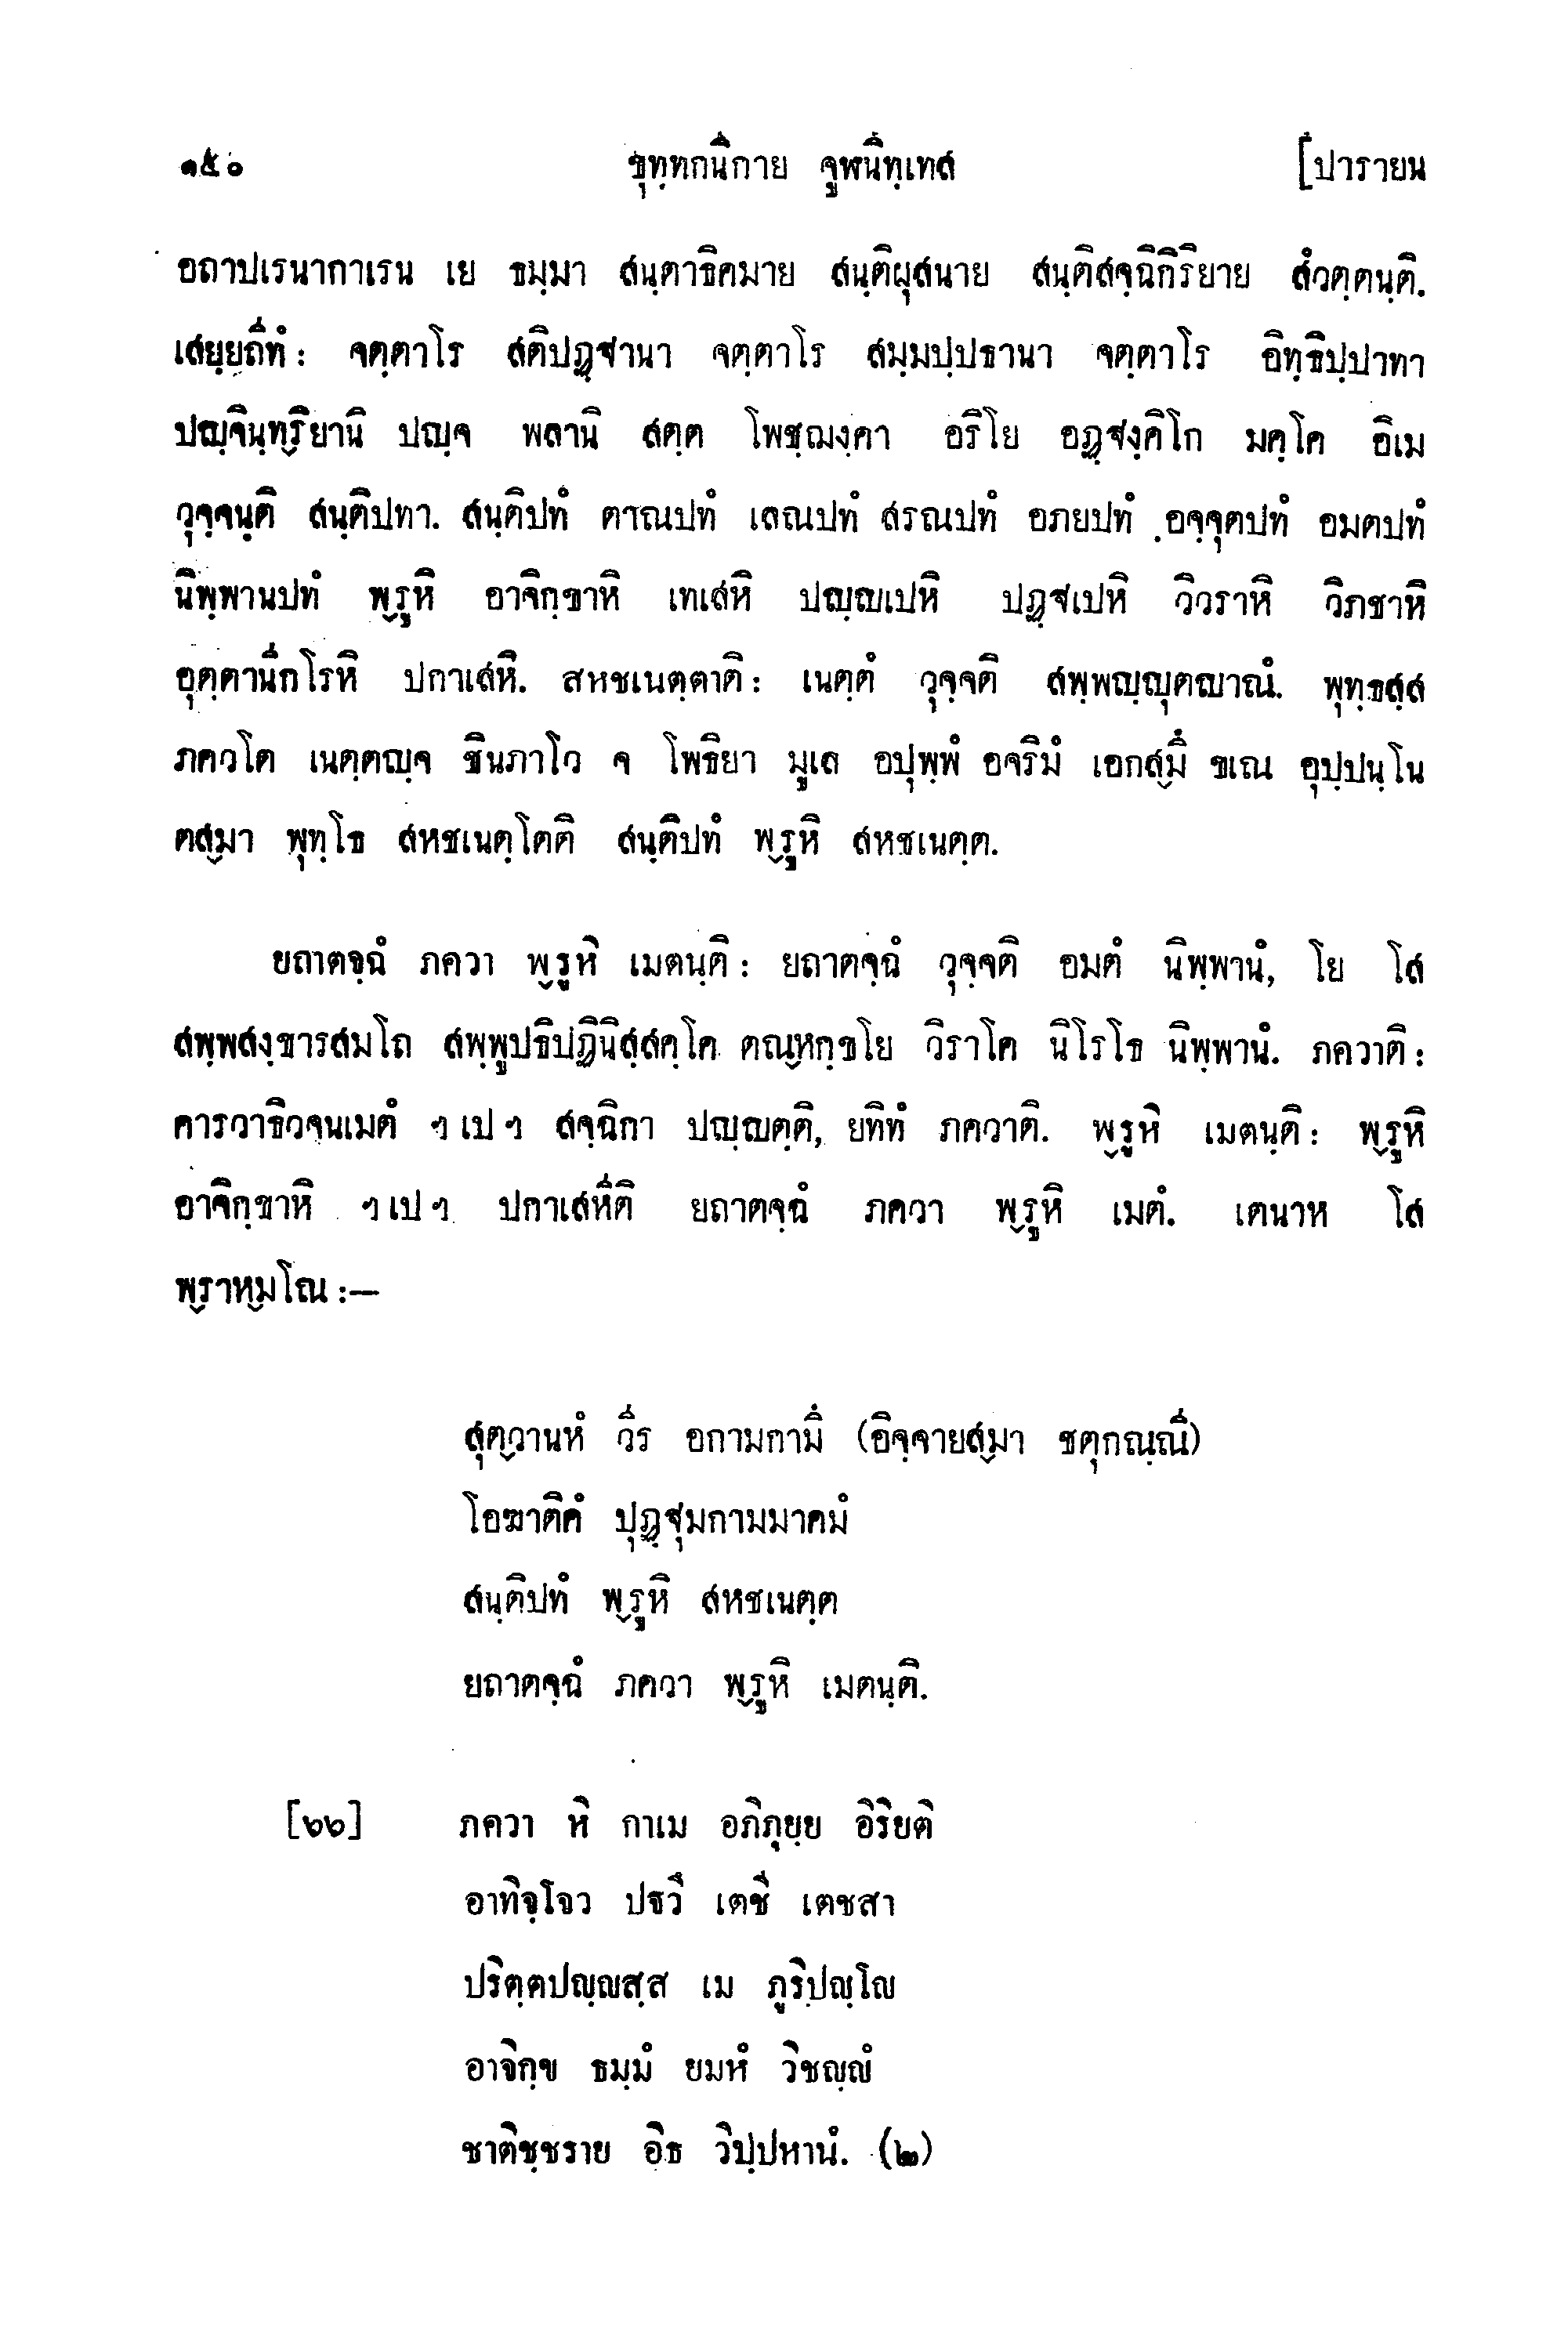 ๑๕๐ ขุทฺทกนิกาย จูฬนิทฺเทส [ปารายน
อถาปเรนากาเรน เย ธมฺมา สนฺตาธิคมาย สนฺติผุสนาย สนฺติสจฺฉิกิริยาย สํวตฺตนฺติ.
เสยฺยถีทํ: จตฺตาโร สติปฏฺฐานา จตฺตาโร สมฺมปฺปธานา จตฺตาโร อิทฺธิปฺปาทา
ปญฺจินฺทฺริยานิ ปญฺจ พลานิ สตฺต โพชฺฌงฺคา อริโย อฏฺฐงฺคิโก มคฺโค อิเม
วุจฺจนฺติ สนฺติปทา. สนฺติปทํ ตาณปทํ เลณปทํ สรณปทํ อภยปทํ อจฺจุตปทํ อมตปทํ
นิพฺพานปทํ พฺรูหิ อาจิกฺขาหิ เทเสหิ ปญฺญเปหิ ปฏฺฐเปหิ วิวราหิ วิภชาหิ
อุตฺตานีกโรหิ ปกาเสหิ. สหชเนตฺตาติ: เนตฺตํ วุจฺจติ สพฺพญฺญุตญาณํ. พุทฺธสฺส
ภควโต เนตฺตญฺจ ชินภาโว จ โพธิยา มูเล อปุพฺพํ อจริมํ เอกสฺมึ ขเณ อุปฺปนฺโน
ตสฺมา พุทฺโธ สหชเนตฺโตติ สนฺติปทํ พฺรูหิ สหชเนตฺต.
ยถาตจฺฉํ ภควา พฺรูหิ เมตนฺติ: ยถาตจฺฉํ วุจฺจติ อมตํ นิพฺพานํ, โย โส
สพฺพสงฺขารสมโถ สพฺพูปธิปฏินิสฺสคฺโค ตณฺหกฺขโย วิราโค นิโรโธ นิพฺพานํ. ภควาติ:
คารวาธิวจนเมตํ ฯ เป ฯ สจฺฉิกา ปญฺญตฺติ, ยทิทํ ภควาติ. พฺรูหิ เมตนฺติ: พฺรูหิ
อาจิกฺขาหิ ฯ เป ฯ ปกาเสหีติ ยถาตจฺฉํ ภควา พฺรูหิ เมตํ. เตนาห โส
พฺราหฺมโณ :—
สุตฺวานหํ วีร อกามกามึ (อิจฺจายสฺมา ชตุกณฺณี)
โอฆาติคํ ปุฏฺฐุมกามมาคมํ
สนฺติปทํ พฺรูหิ สหชเนตฺต
ยถาตจฺฉํ ภควา พฺรูหิ เมตนฺติ.
[๖๖] ภควา หิ กาเม อภิภุยฺย อิริยติ
อาทิจฺโจว ปฐวึ เตชี เตชสา
ปริตฺตปญฺญสฺส เม ภูริปฺญฺโญ
อาจิกฺข ธมฺมํ ยมหํ วิชญฺญํ
ชาติชฺชราย อิธ วิปฺปหานํ. (๒)